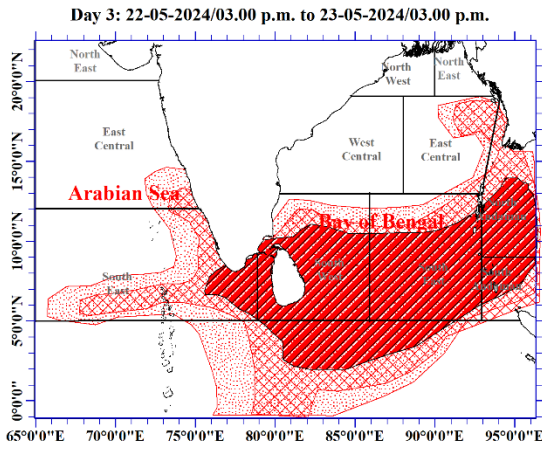 Day 3: 22-05-2024/03.00 p.m. to 23-05-2024/03.00 p.m.
North
East
North
West
North
East
20°0'0"N
East
Central
West
Central
East
Central
15°0'0"N
Arabian Sea
Bay of Bengal
North
10°0'0"N
South
East
South
West
South
East
South
5°0'0"N
0°0'0"
65°0'0"E 70°0'0"E 75°0'0"E 80°0'0"E 85°0'0"E 90°0'0"E 95°0'0"E